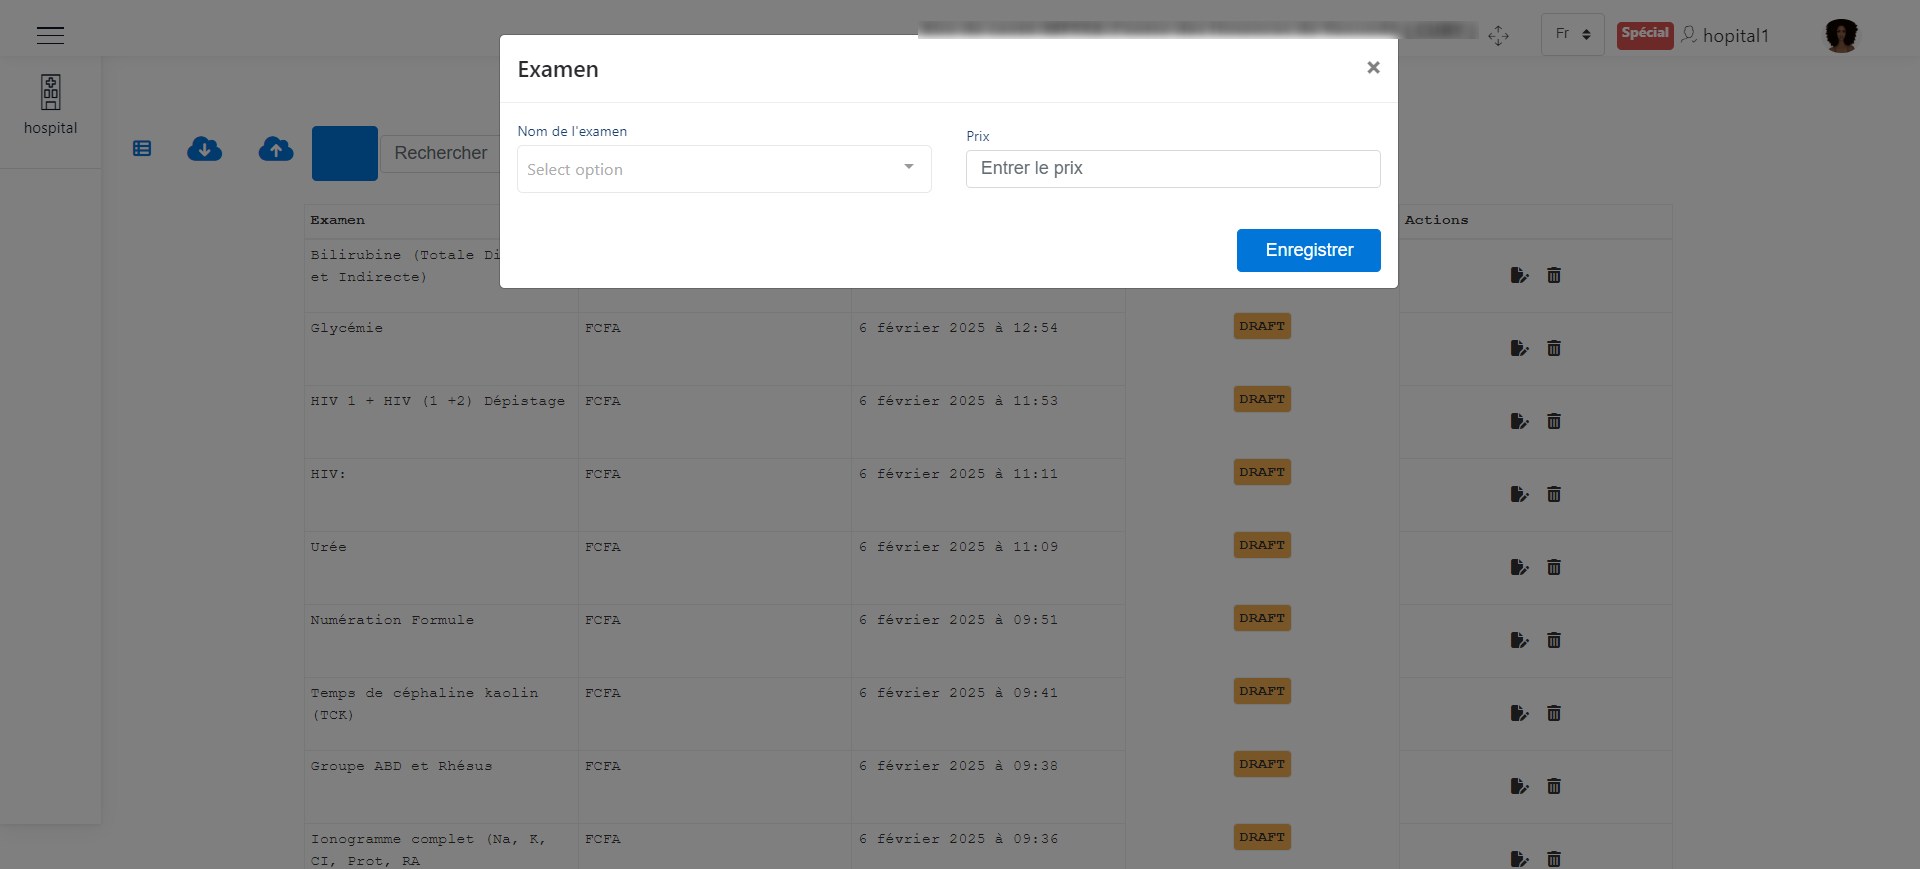 Fr
Spécial
hopital1
hospital
Rechercher
Examen
×
Nom de l'examen
Select option
Prix
Entrer le prix
Enregistrer
Examen Actions
Bilirubine (Totale Di
et Indirecte)
Glycémie FCFA 6 février 2025 à 12:54 DRAFT
HIV 1 + HIV (1 +2) Dépistage FCFA 6 février 2025 à 11:53 DRAFT
HIV: FCFA 6 février 2025 à 11:11 DRAFT
Urée FCFA 6 février 2025 à 11:09 DRAFT
Numération Formule FCFA 6 février 2025 à 09:51 DRAFT
Temps de céphaline kaolin FCFA 6 février 2025 à 09:41 DRAFT
(TCK)
Groupe ABD et Rhésus FCFA 6 février 2025 à 09:38 DRAFT
Ionogramme complet (Na, K, FCFA 6 février 2025 à 09:36 DRAFT
CI, Prot, RA